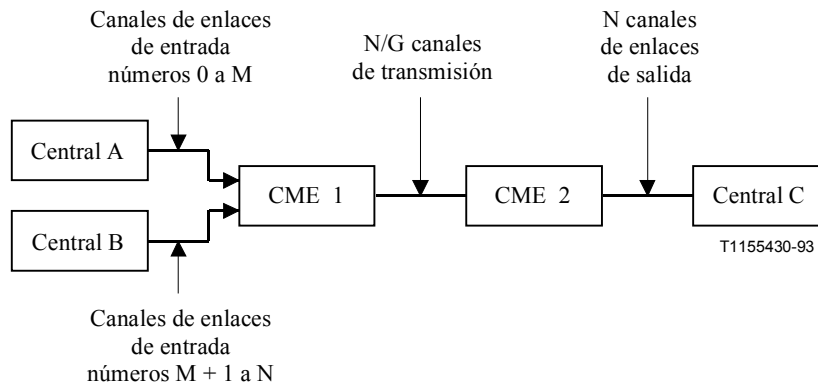 Canales de enlaces
de entrada
números 0 a M
N/G canales
de transmisión
N canales
de enlaces
de salida
Central A
CME 1
CME 2
Central C
Central B
T1155430-93
Canales de enlaces
de entrada
números M + 1 a N